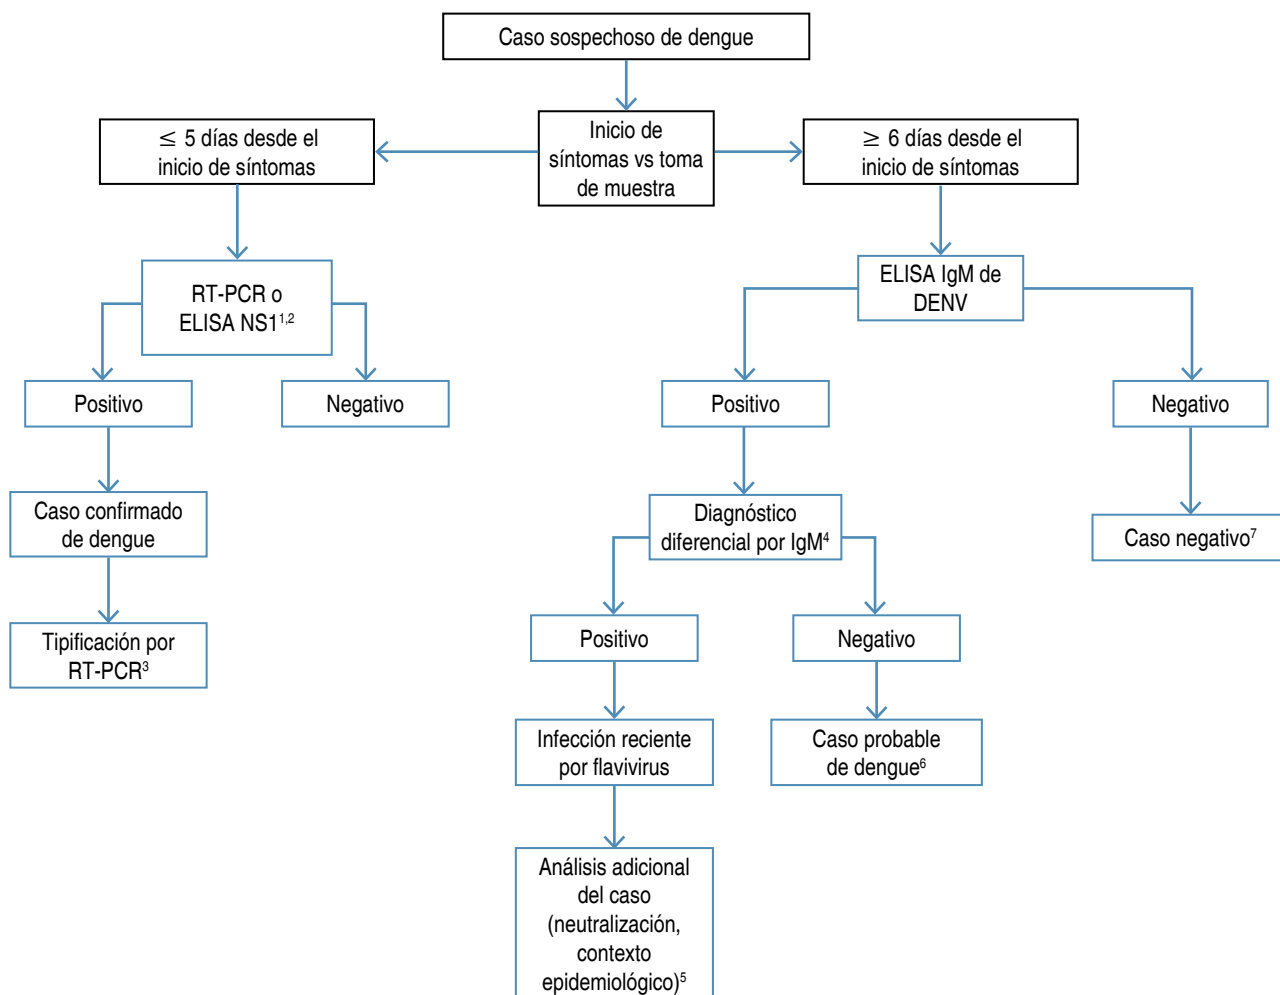 Caso sospechoso de dengue
≤ 5 días desde el
inicio de síntomas
Inicio de
síntomas vs toma
de muestra
≥ 6 días desde el
inicio de síntomas
RT-PCR o
ELISA NS1¹,²
ELISA IgM de
DENV
Positivo
Negativo
Positivo
Negativo
Caso confirmado
de dengue
Diagnóstico
diferencial por IgM⁴
Caso negativo⁷
Tipificación por
RT-PCR³
Positivo
Negativo
Infección reciente
por flavivirus
Caso probable
de dengue⁶
Análisis adicional
del caso
(neutralización,
contexto
epidemiológico)⁵